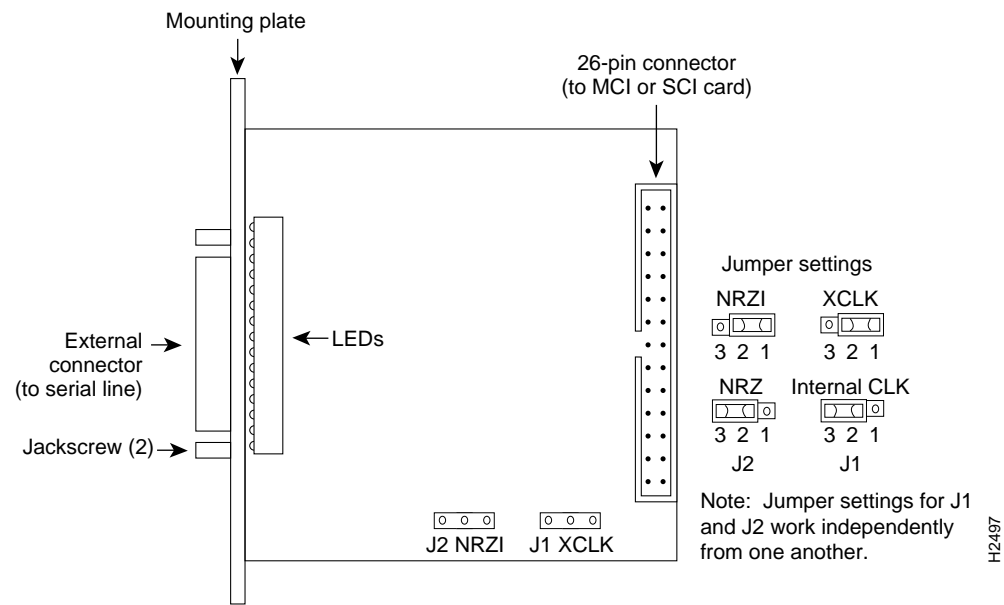 Mounting plate
26-pin connector
(to MCI or SCI card)
Jumper settings
NRZI
XCLK
3 2 1
3 2 1
External
connector
(to serial line)
LEDs
NRZ
Internal CLK
3 2 1
3 2 1
J2
J1
Jackscrew (2)
Note: Jumper settings for J1
and J2 work independently
from one another.
J2 NRZI
J1 XCLK
H2497